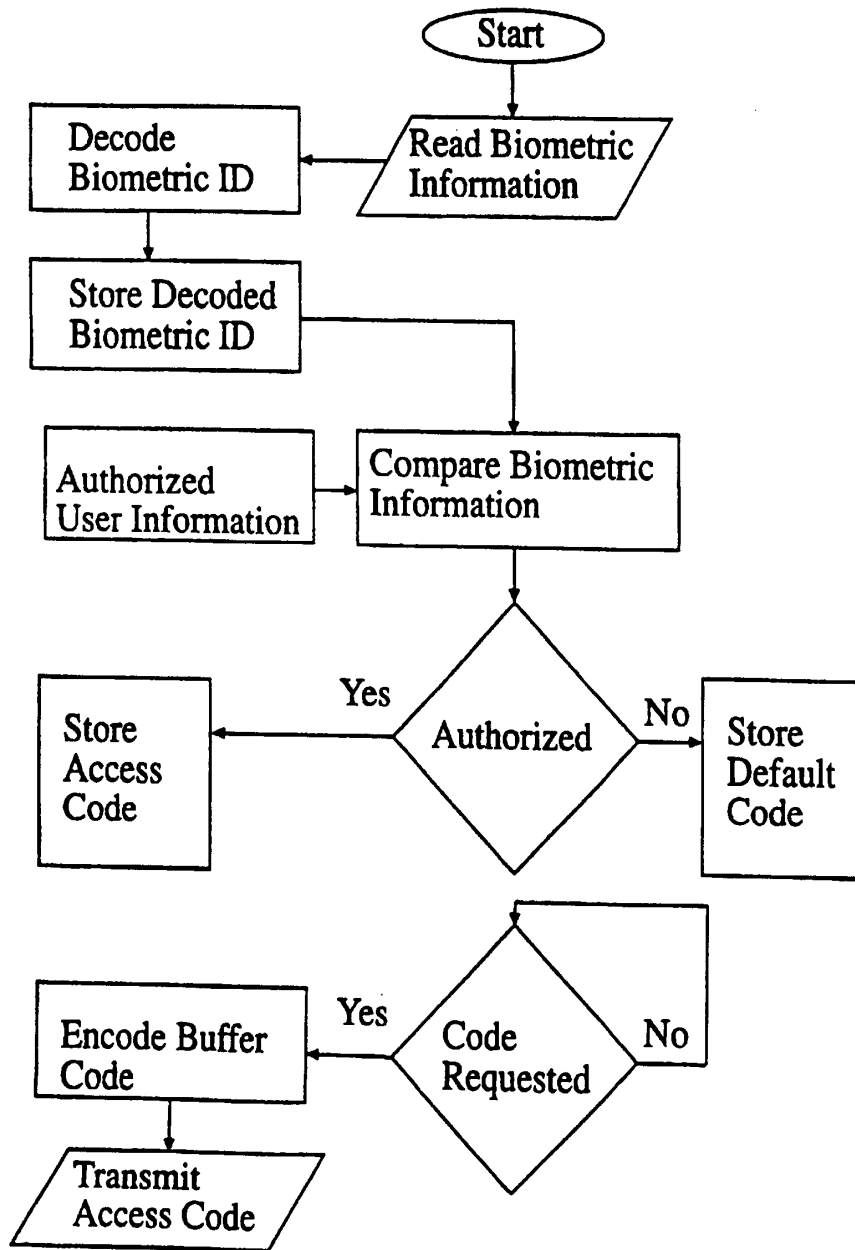 Start
Read Biometric
Information
Decode
Biometric ID
Store Decoded
Biometric ID
Authorized
User Information
Compare Biometric
Information
Authorized
Yes
No
Store
Access
Code
Store
Default
Code
Code
Requested
Yes
No
Encode Buffer
Code
Transmit
Access Code